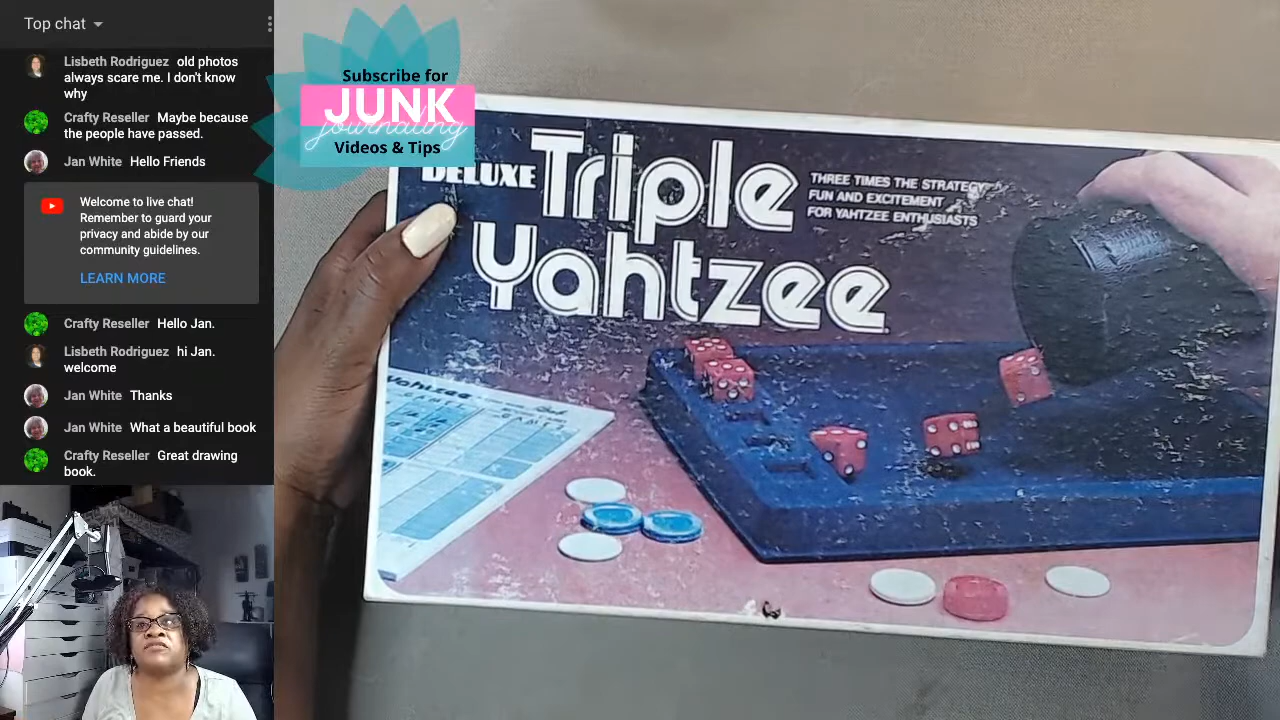 Top chat
Lisbeth Rodriguez old photos
always scare me. I don't know
why
Crafty Reseller Maybe because
the people have passed.
Jan White Hello Friends
Welcome to live chat!
Remember to guard your
privacy and abide by our
community guidelines.
LEARN MORE
Crafty Reseller Hello Jan.
Lisbeth Rodriguez hi Jan.
welcome
Jan White Thanks
Jan White What a beautiful book
Crafty Reseller Great drawing
book.
Subscribe for
JUNK
journaling
Videos & Tips
DELUXE Triple
Yahtzee
THREE TIMES THE STRATEGY,
FUN AND EXCITEMENT
FOR YAHTZEE ENTHUSIASTS
Yahtzee